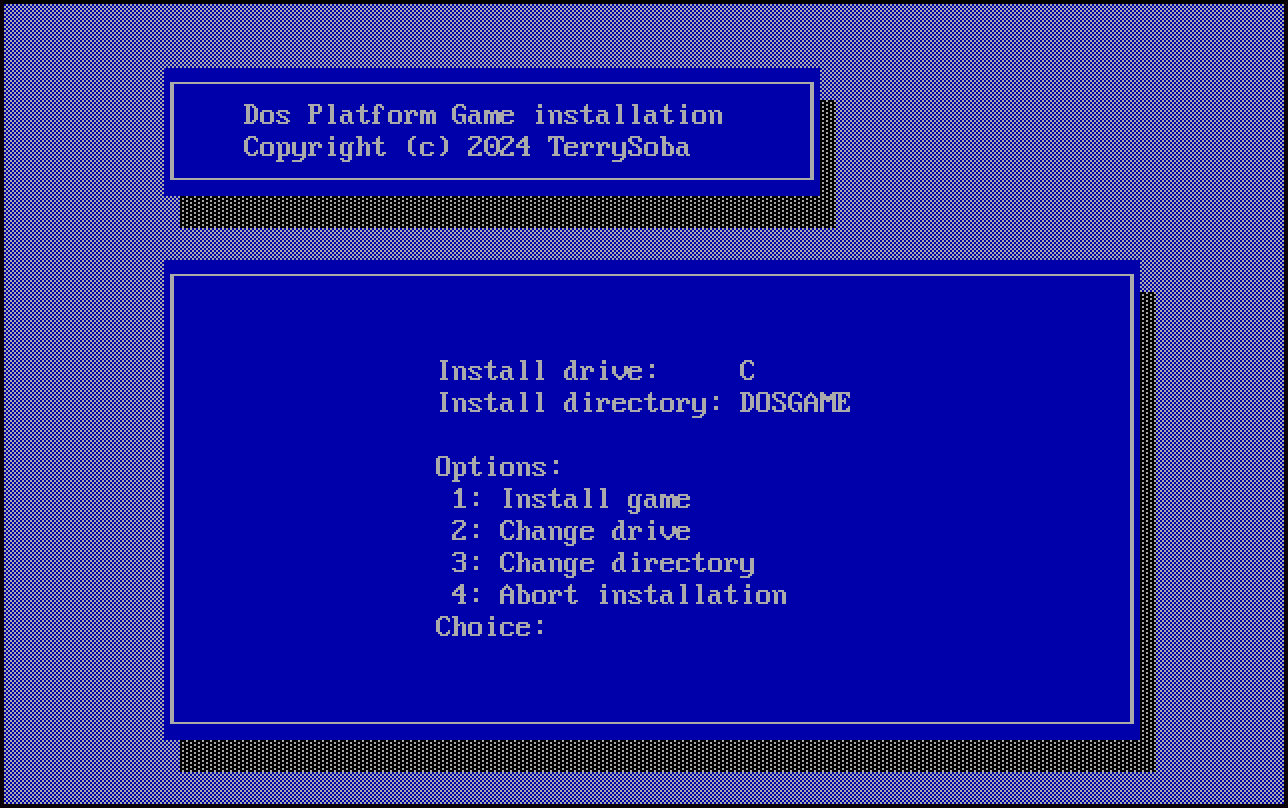 Dos Platform Game installation
Copyright (c) 2024 TerrySoba
Install drive:     C
Install directory: DOSGAME
Options:
 1: Install game
 2: Change drive
 3: Change directory
 4: Abort installation
Choice: